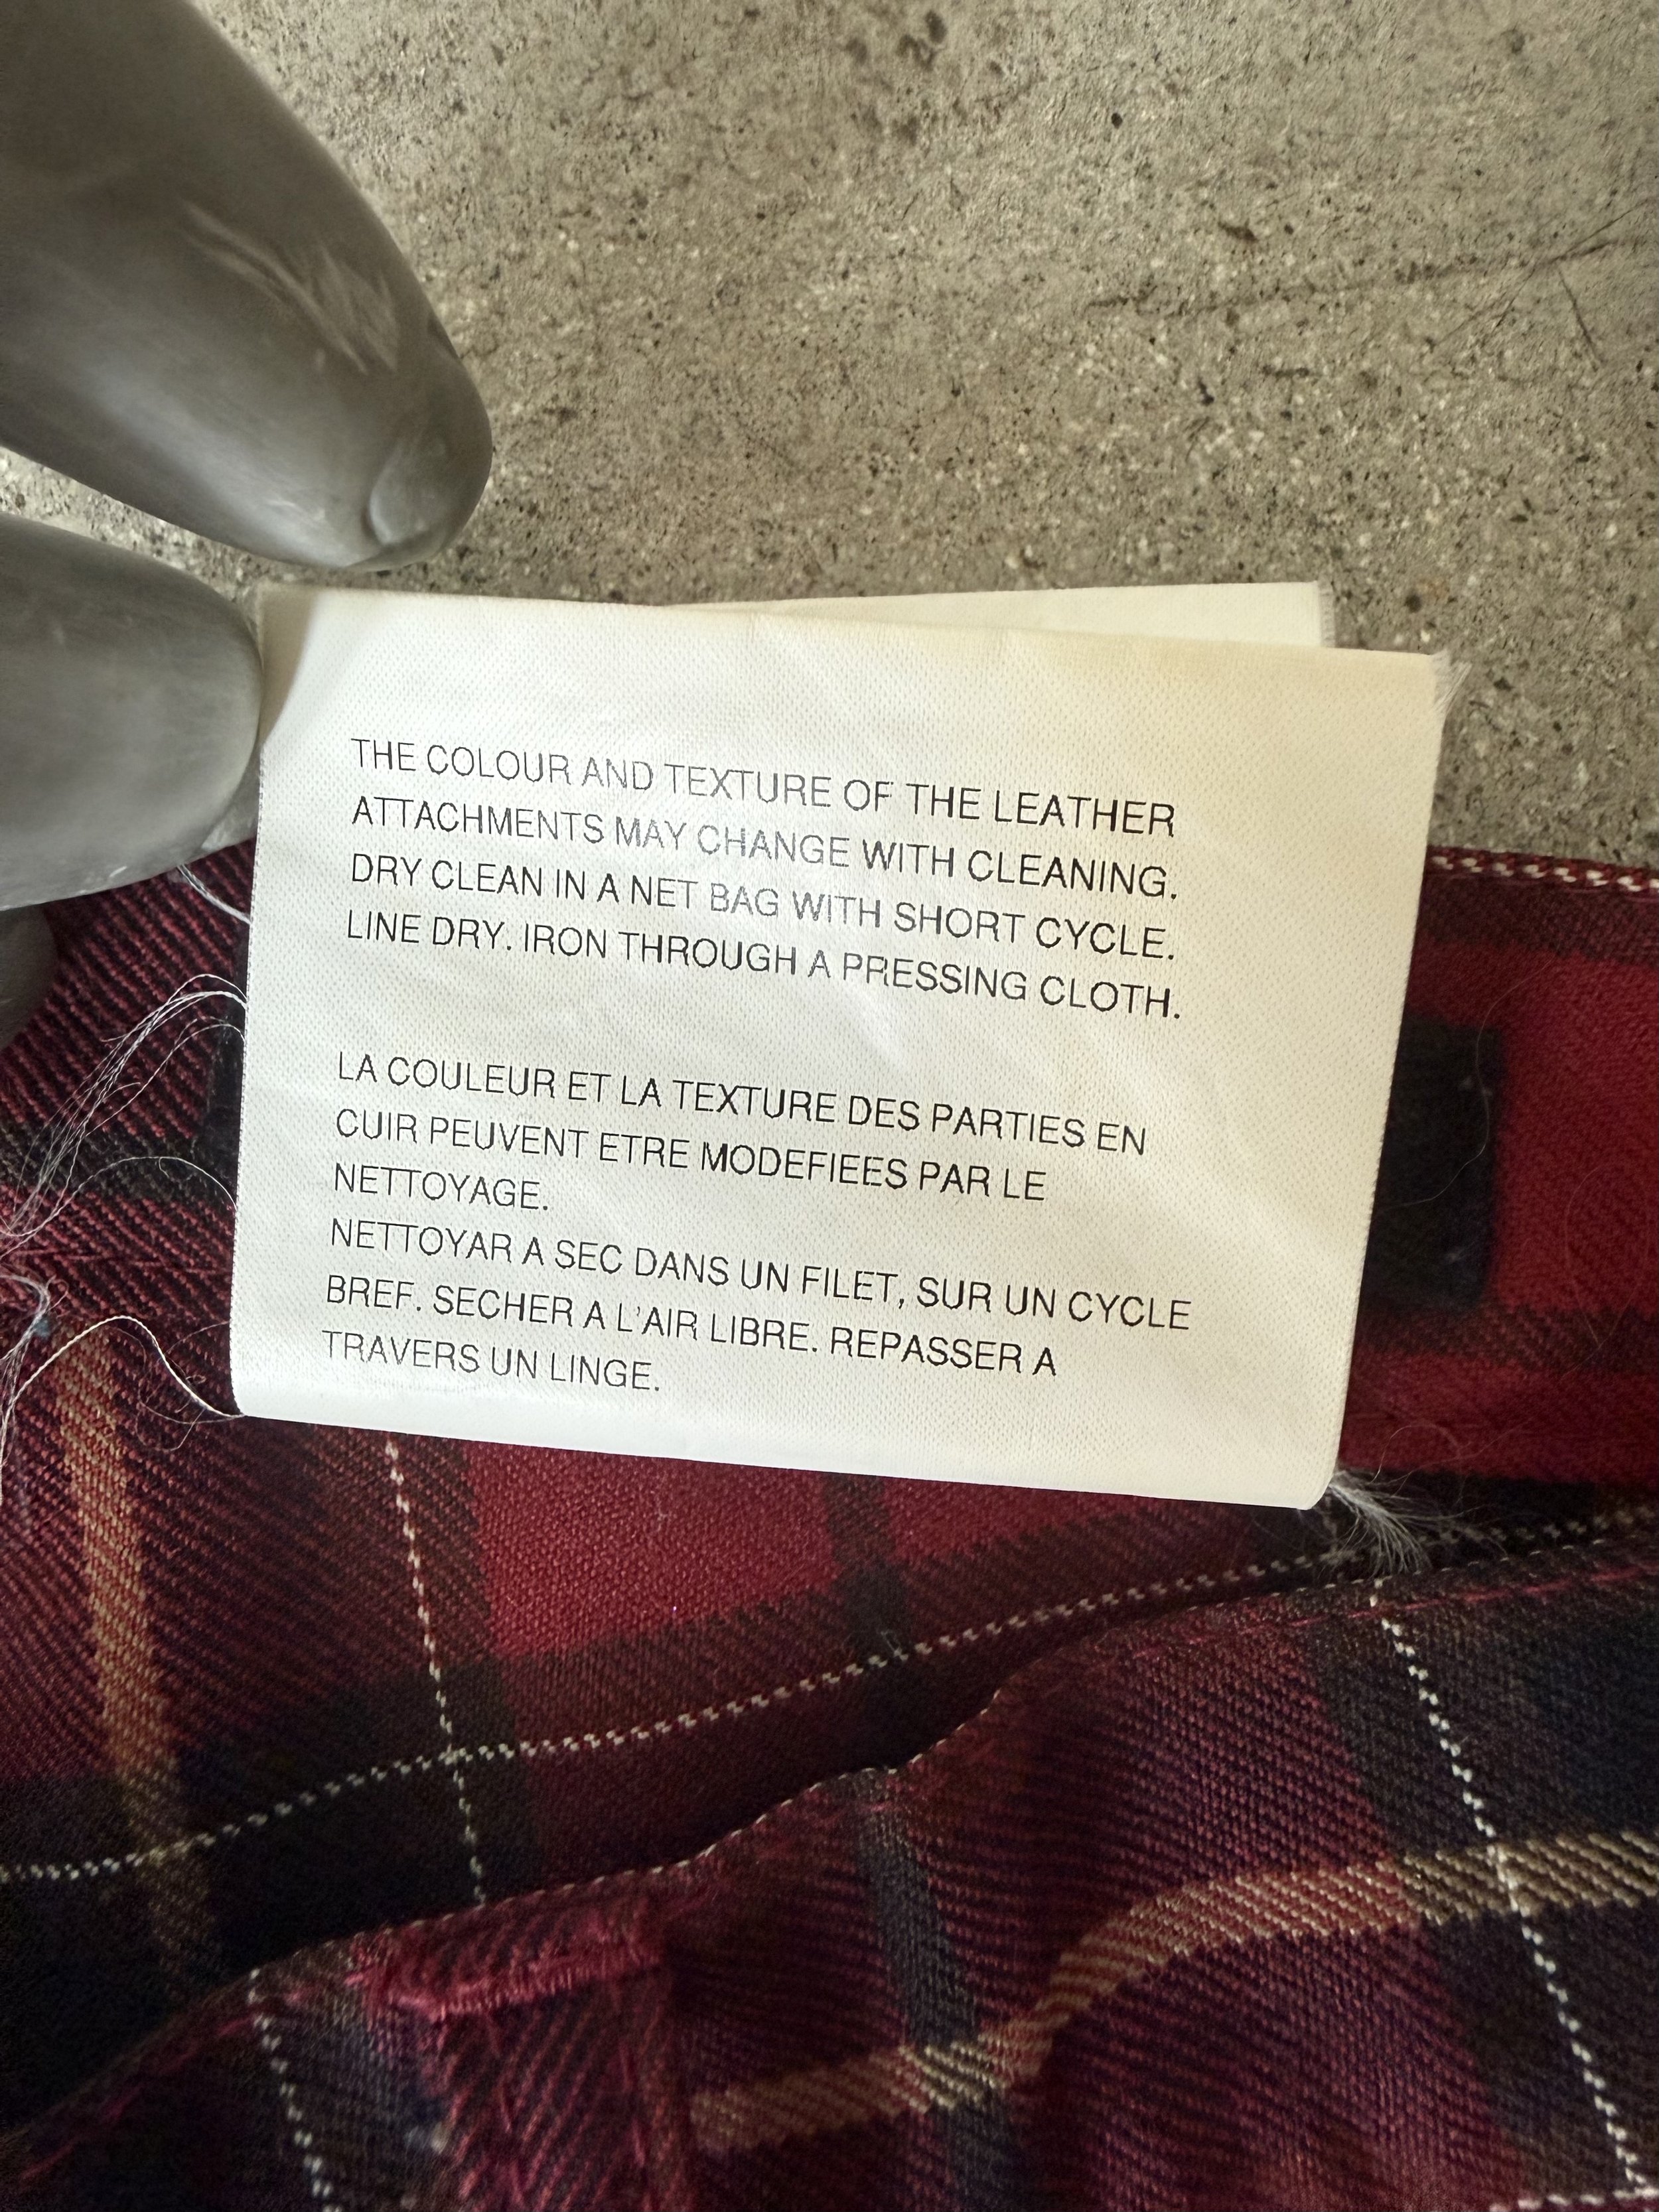 THE COLOUR AND TEXTURE OF THE LEATHER
ATTACHMENTS MAY CHANGE WITH CLEANING.
DRY CLEAN IN A NET BAG WITH SHORT CYCLE.
LINE DRY. IRON THROUGH A PRESSING CLOTH.
LA COULEUR ET LA TEXTURE DES PARTIES EN
CUIR PEUVENT ETRE MODEFIEES PAR LE
NETTOYAGE.
NETTOYAR A SEC DANS UN FILET, SUR UN CYCLE
BREF. SECHER A L'AIR LIBRE. REPASSER A
TRAVERS UN LINGE.